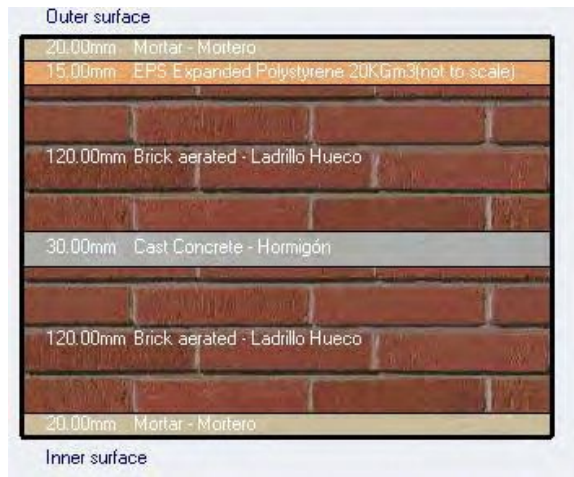 Outer surface
20.00mm Mortar - Mortero
15.00mm EPS Expanded Polystyrene 20KGm3(not to scale)
120.00mm Brick aerated - Ladrillo Hueco
30.00mm Cast Concrete - Hormigón
120.00mm Brick aerated - Ladrillo Hueco
20.00mm Mortar - Mortero
Inner surface